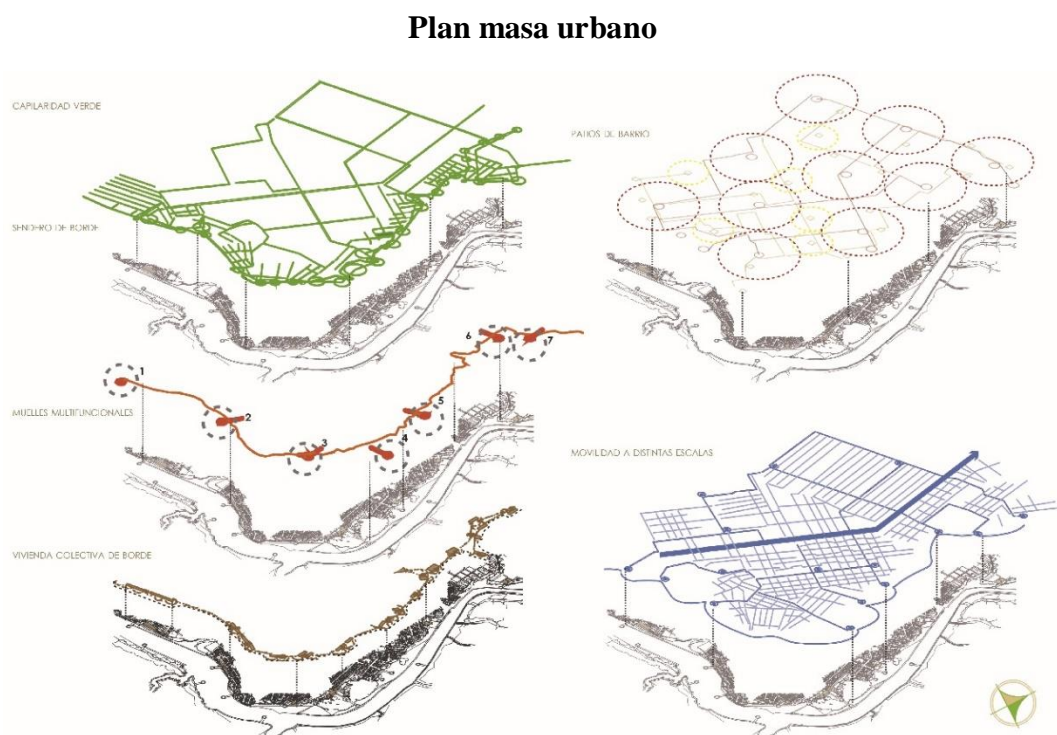 Plan masa urbano
CAPILARIDAD VERDE
SENDERO DE BORDE
1
2
3
4
5
6
7
MUELLES MULTIFUNCIONALES
VIVIENDA COLECTIVA DE BORDE
PATIOS DE BARRIO
MOVILIDAD A DISTINTAS ESCALAS